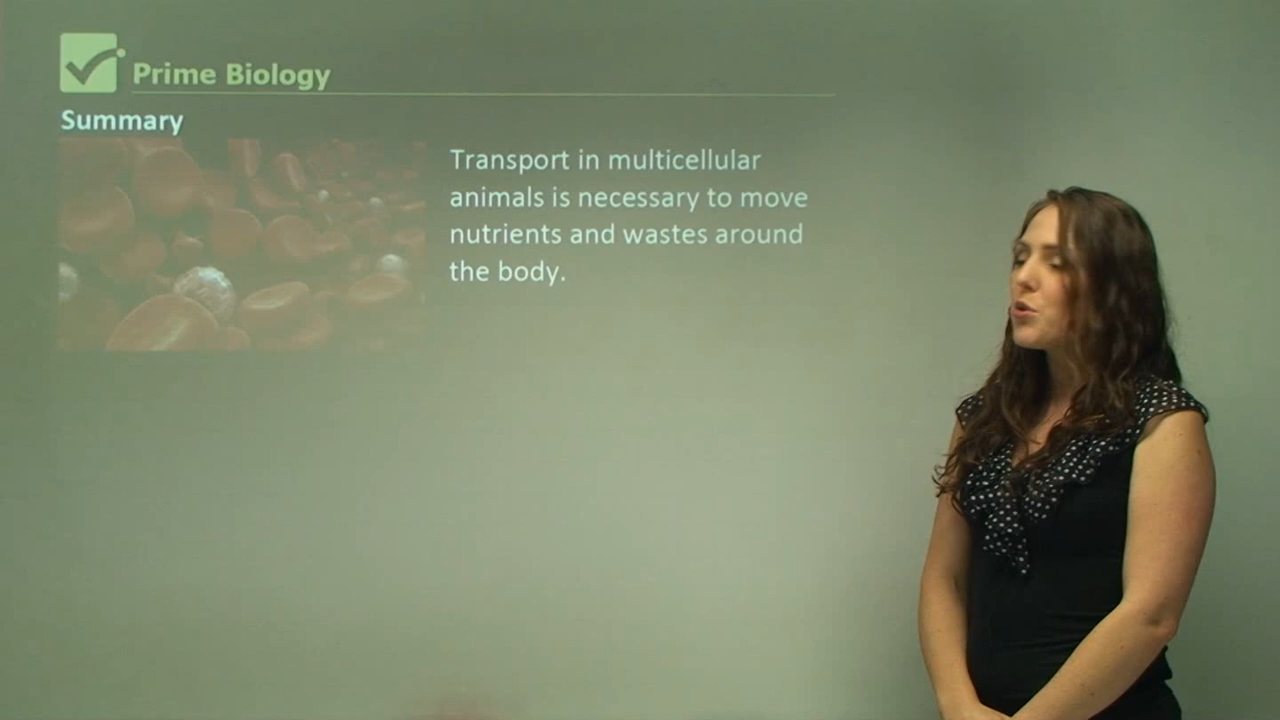 Prime Biology
Summary
Transport in multicellular
animals is necessary to move
nutrients and wastes around
the body.